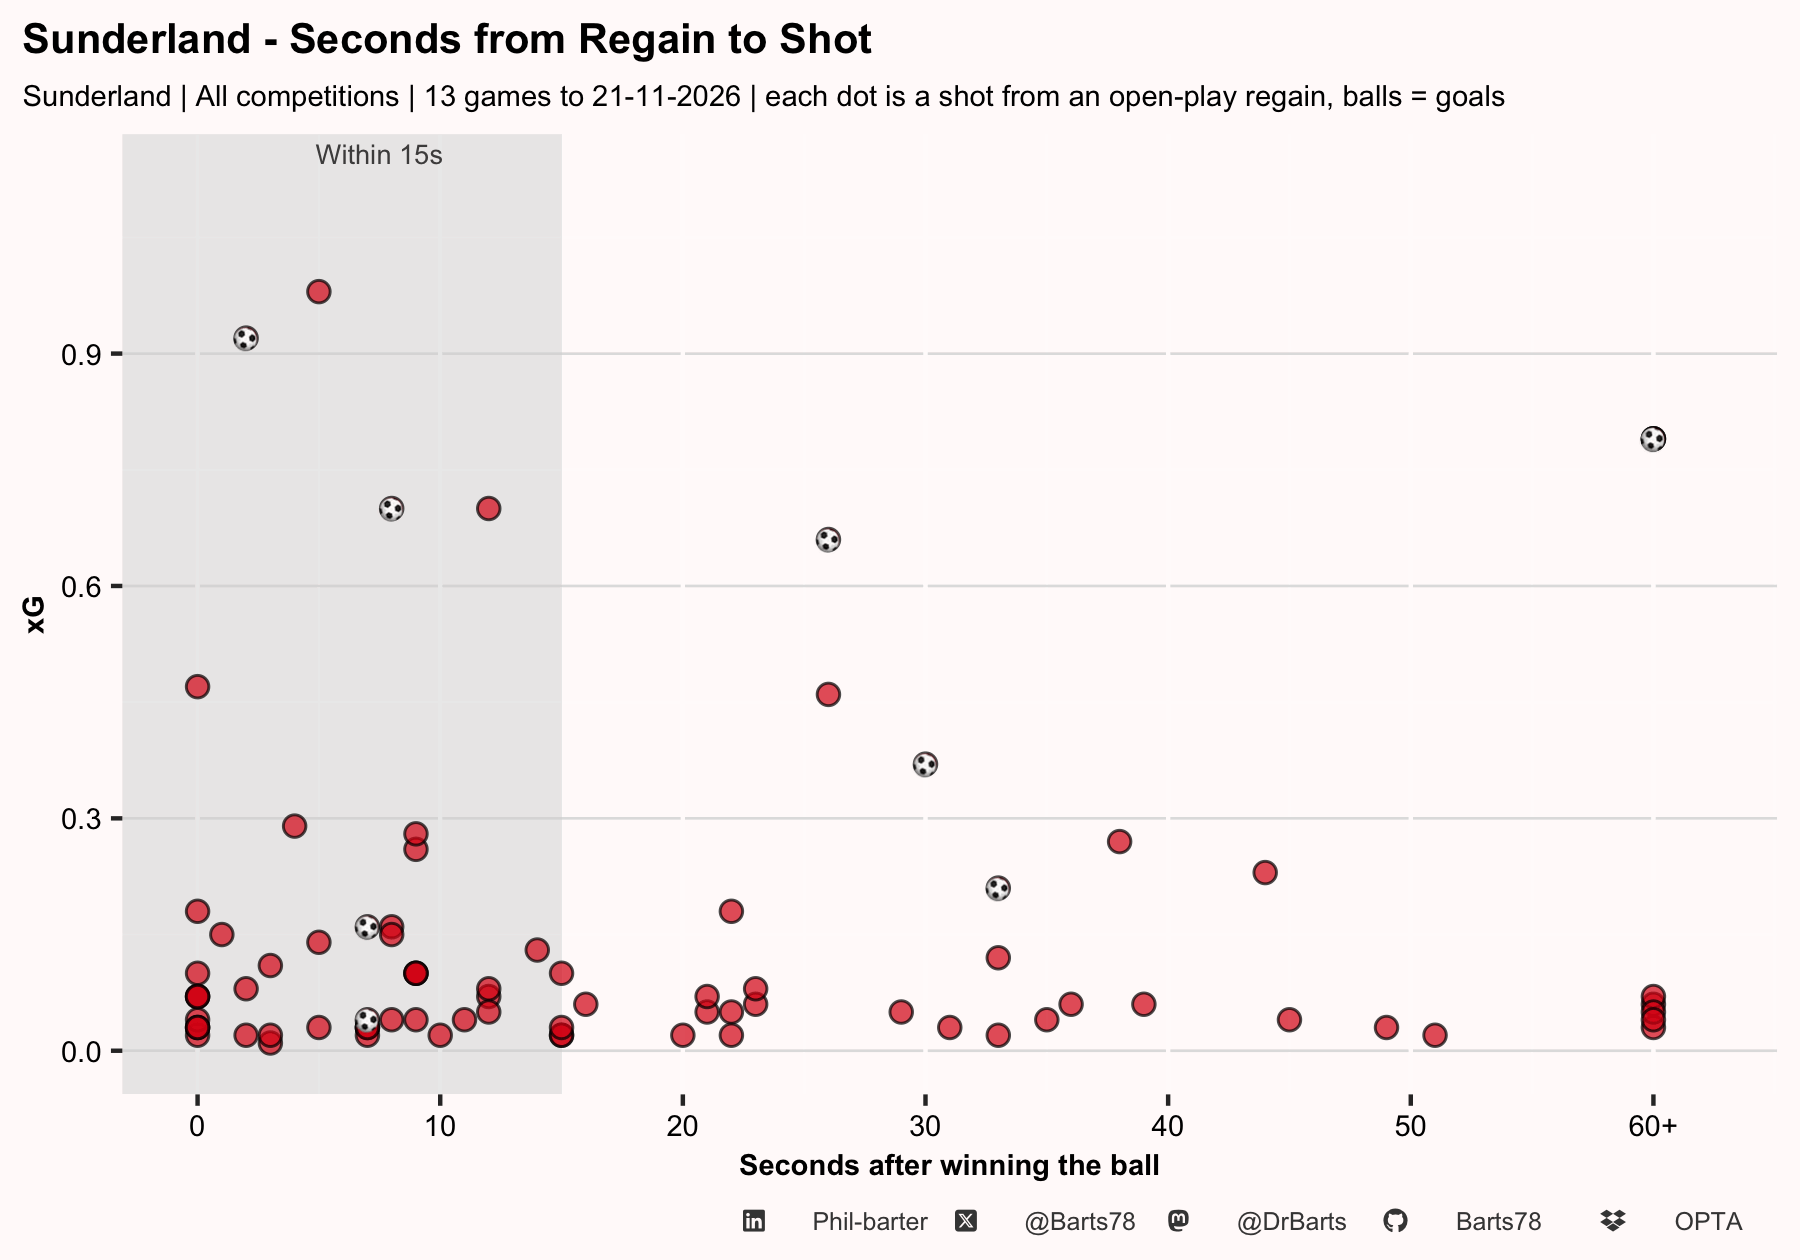 Sunderland - Seconds from Regain to Shot
Sunderland | All competitions | 13 games to 21-11-2026 | each dot is a shot from an open-play regain, balls = goals
Within 15s
0.9
0.6
0.3
0.0
xG
0 10 20 30 40 50 60+
Seconds after winning the ball
Phil-barter @Barts78 @DrBarts Barts78 OPTA